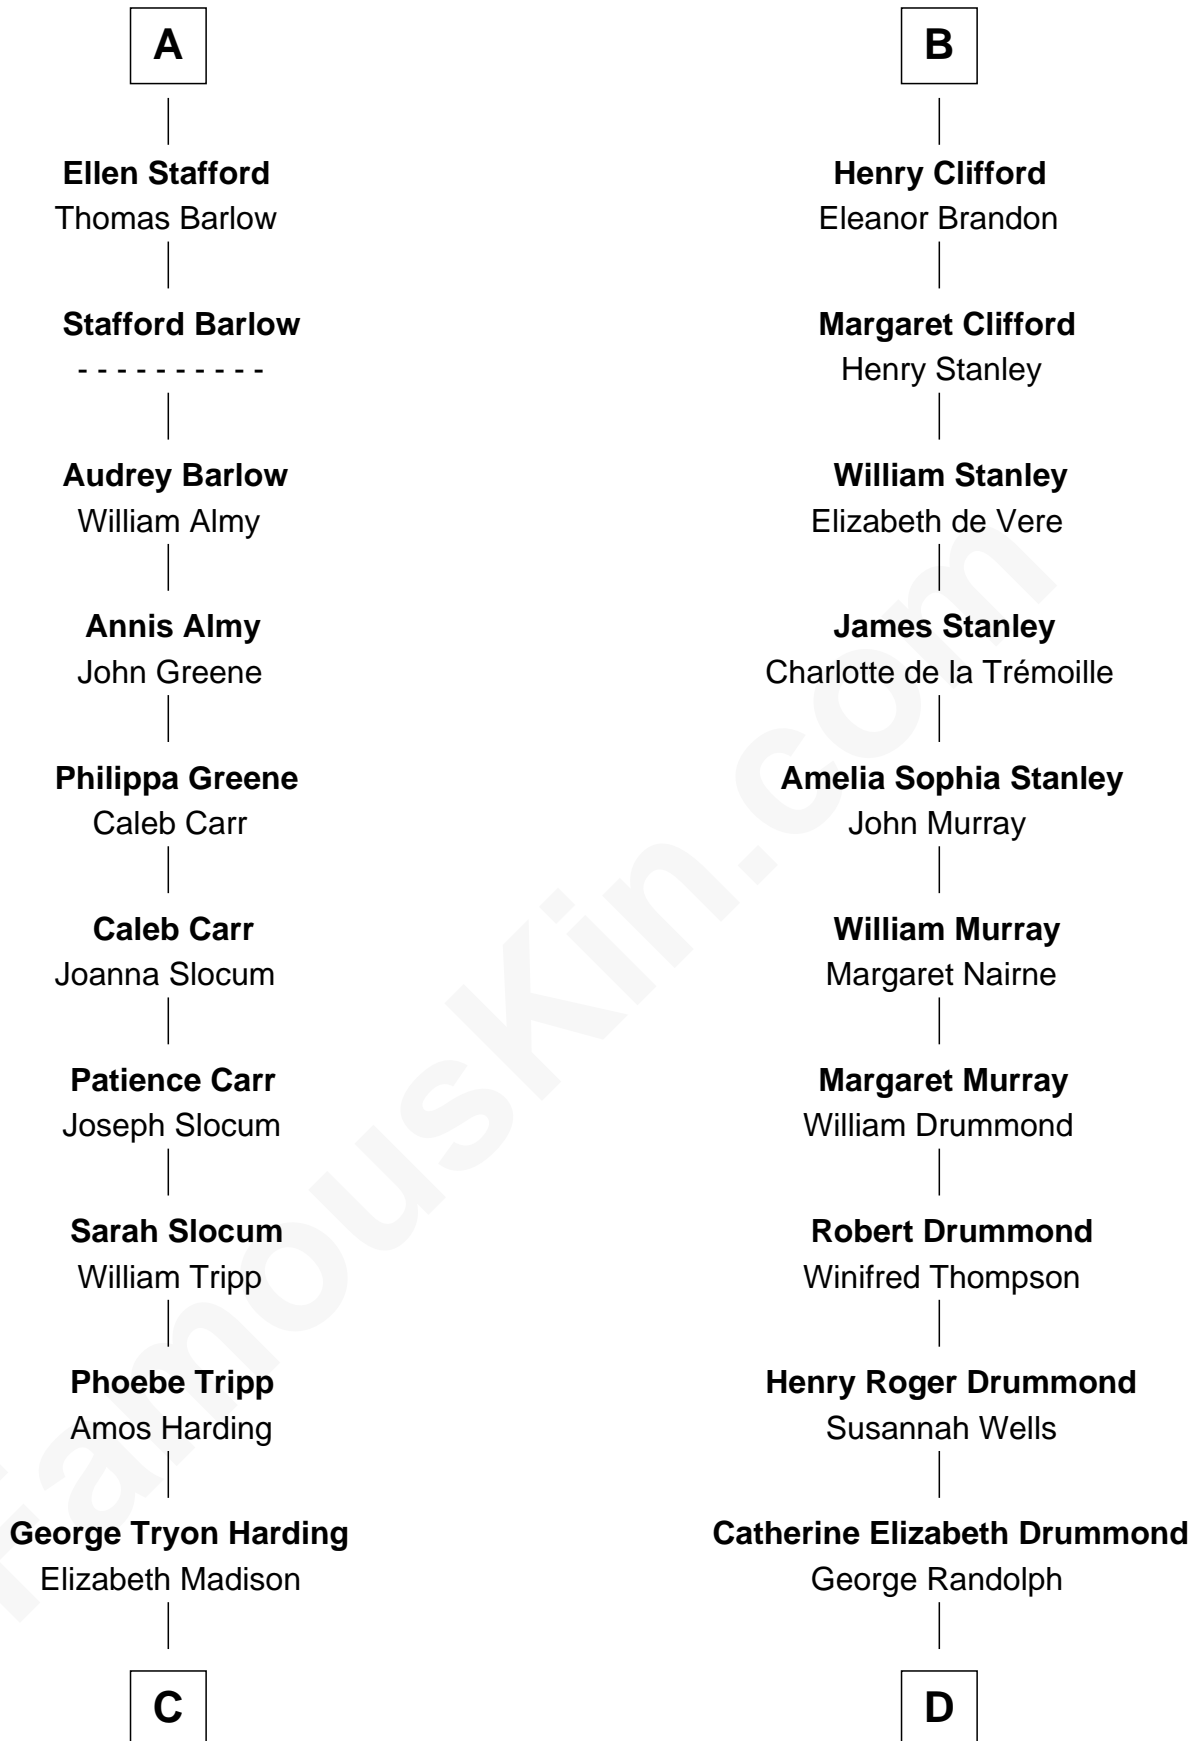 A
Ellen Stafford
Thomas Barlow
Stafford Barlow
- - - - - - - - - -
Audrey Barlow
William Almy
Annis Almy
John Greene
Philippa Greene
Caleb Carr
Caleb Carr
Joanna Slocum
Patience Carr
Joseph Slocum
Sarah Slocum
William Tripp
Phoebe Tripp
Amos Harding
George Tryon Harding
Elizabeth Madison
C
B
Henry Clifford
Eleanor Brandon
Margaret Clifford
Henry Stanley
William Stanley
Elizabeth de Vere
James Stanley
Charlotte de la Trémoille
Amelia Sophia Stanley
John Murray
William Murray
Margaret Nairne
Margaret Murray
William Drummond
Robert Drummond
Winifred Thompson
Henry Roger Drummond
Susannah Wells
Catherine Elizabeth Drummond
George Randolph
D
FamousKin.com